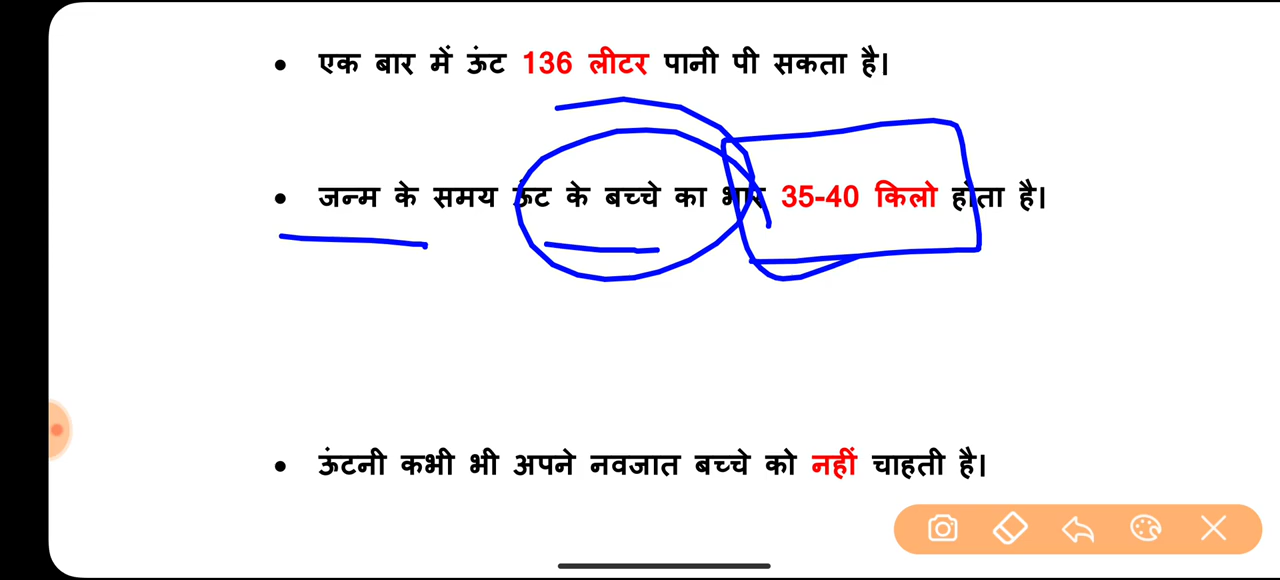 • एक बार में ऊंट 136 लीटर पानी पी सकता है।
• जन्म के समय ऊंट के बच्चे का भार 35-40 किलो होता है।
• ऊंटनी कभी भी अपने नवजात बच्चे को नहीं चाहती है।